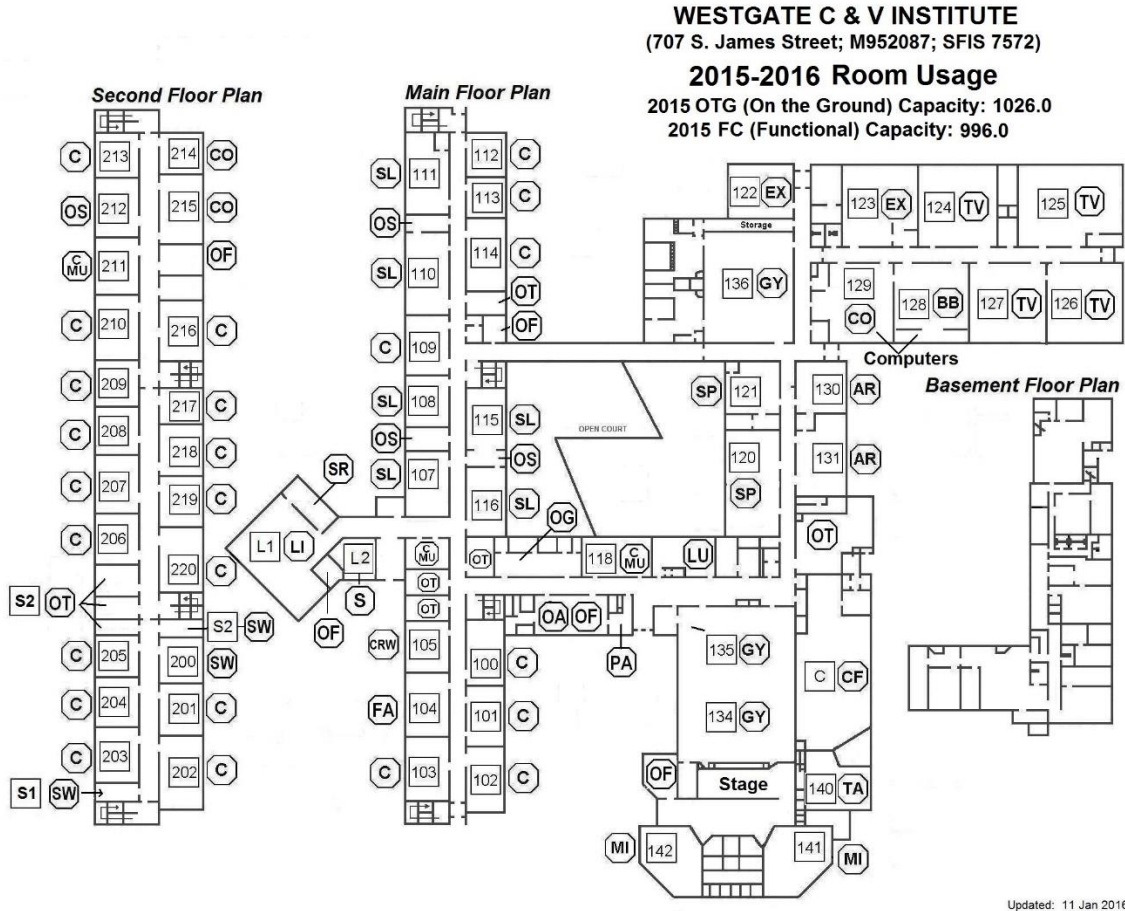 WESTGATE C & V INSTITUTE
(707 S. James Street; M952087; SFIS 7572)
2015-2016 Room Usage
2015 OTG (On the Ground) Capacity: 1026.0
2015 FC (Functional) Capacity: 996.0
Second Floor Plan
C 213 214 CO
OS 212 215 CO
C MU 211 OF
C 210 216 C
C 209 217 C
C 208 218 C
C 207 219 C
C 206 220 C
S2 OT S2 SW
C 205 200 SW
C 204 201 C
C 203 202 C
S1 SW
Main Floor Plan
SL 111 112 C
113 C
OS
SL 110 114 C
OT
OF
C 109
SL 108 115 SL
OS OS
SL 107 116 SL
SR
L1 LI L2
S
OF
C MU OT OG 118 C MU LU
OT
OT
OA OF
PA
CRW 105 100 C
FA 104 101 C
C 103 102 C
OPEN COURT
122 EX 123 EX 124 TV 125 TV
Storage
136 GY 129 CO 128 BB 127 TV 126 TV
Computers
SP 121 130 AR
120 SP 131 AR
OT
135 GY
C CF
134 GY
OF Stage 140 TA
MI 142 141 MI
Basement Floor Plan
Updated: 11 Jan 2016